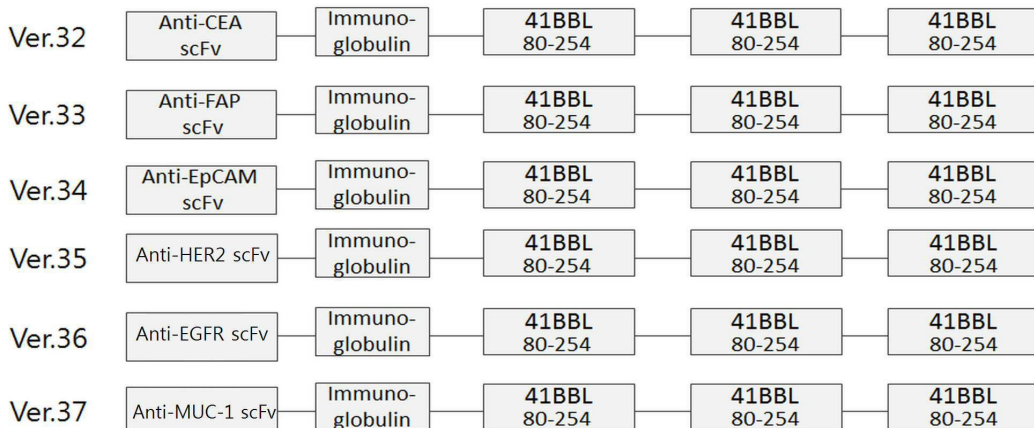 Ver.32
Anti-CEA
scFv
Immuno-
globulin
41BBL
80-254
41BBL
80-254
41BBL
80-254
Ver.33
Anti-FAP
scFv
Immuno-
globulin
41BBL
80-254
41BBL
80-254
41BBL
80-254
Ver.34
Anti-EpCAM
scFv
Immuno-
globulin
41BBL
80-254
41BBL
80-254
41BBL
80-254
Ver.35
Anti-HER2 scFv
Immuno-
globulin
41BBL
80-254
41BBL
80-254
41BBL
80-254
Ver.36
Anti-EGFR scFv
Immuno-
globulin
41BBL
80-254
41BBL
80-254
41BBL
80-254
Ver.37
Anti-MUC-1 scFv
Immuno-
globulin
41BBL
80-254
41BBL
80-254
41BBL
80-254